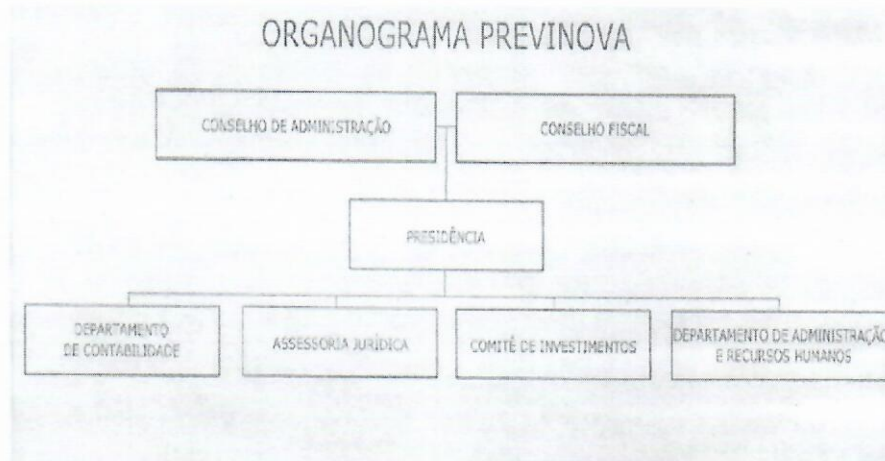 ORGANOGRAMA PREVINOVA
CONSELHO DE ADMINISTRAÇÃO
CONSELHO FISCAL
PRESIDÊNCIA
DEPARTAMENTO
DE CONTABILIDADE
ASSESSORIA JURÍDICA
COMITÊ DE INVESTIMENTOS
DEPARTAMENTO DE ADMINISTRAÇÃO
E RECURSOS HUMANOS